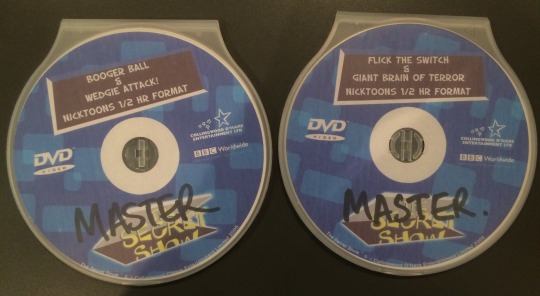 BOOGER BALL
&
WEDGIE ATTACK!
NICKTOONS 1/2 HR FORMAT
COLLINGWOOD O'HARE
ENTERTAINMENT LTD
DVD
VIDEO
BBC Worldwide
MASTER
SECRET
SHOW
FLICK THE SWITCH
&
GIANT BRAIN OF TERROR
NICKTOONS 1/2 HR FORMAT
COLLINGWOOD O'HARE
ENTERTAINMENT LTD
DVD
VIDEO
BBC Worldwide
MASTER.
SECRET
SHOW